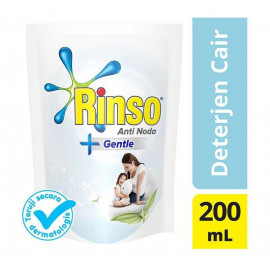 Rinso
Anti Noda
+ Gentle
Teruji secara
dermatologis
Deterjen Cair
200
mL